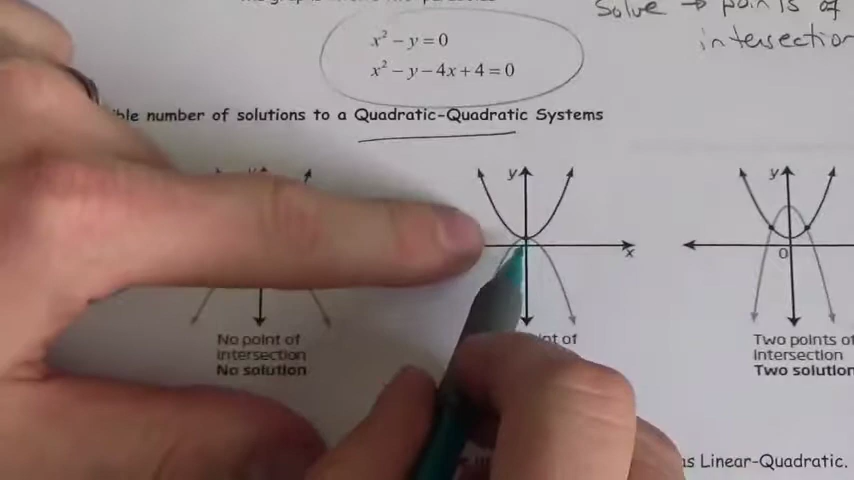 Solve → points of
intersection
x² − y = 0
x² − y − 4x + 4 = 0
number of solutions to a Quadratic-Quadratic Systems
y
y
x
0
No point of
intersection
No solution
of
Two points of
intersection
Two solution
Linear-Quadratic.